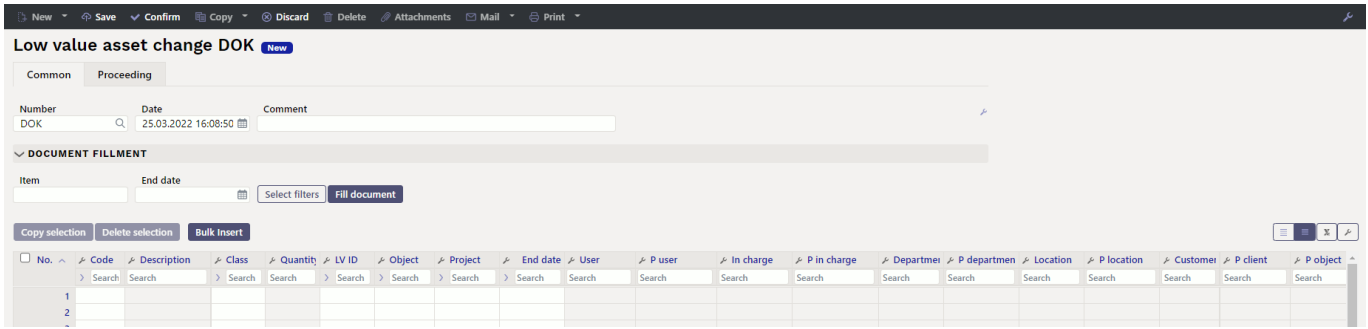 New Save Confirm Copy Discard Delete Attachments Mail Print
Low value asset change DOK New
Common Proceeding
Number Date Comment
DOK 25.03.2022 16:08:50
DOCUMENT FILLMENT
Item End date
Select filters Fill document
Copy selection Delete selection Bulk Insert
No. Code Description Class Quantity LV ID Object Project End date User P user In charge P in charge Departmen P departmen Location P location Customer P client P object
Search Search Search Search Search Search Search Search Search Search Search Search Search Search Search Search Search Search Search
1
2
3